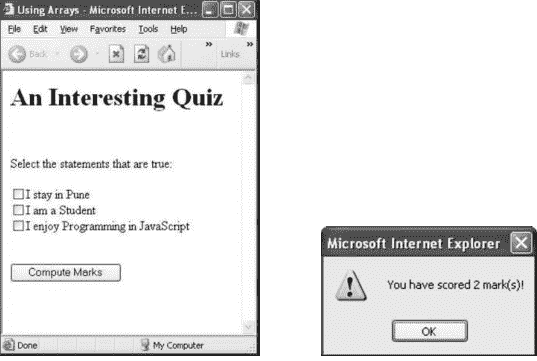 Using Arrays - Microsoft Internet E...
File Edit View Favorites Tools Help
Back » Links »
An Interesting Quiz
Select the statements that are true:
I stay in Pune
I am a Student
I enjoy Programming in JavaScript
Compute Marks
Done My Computer
Microsoft Internet Explorer
You have scored 2 mark(s)!
OK